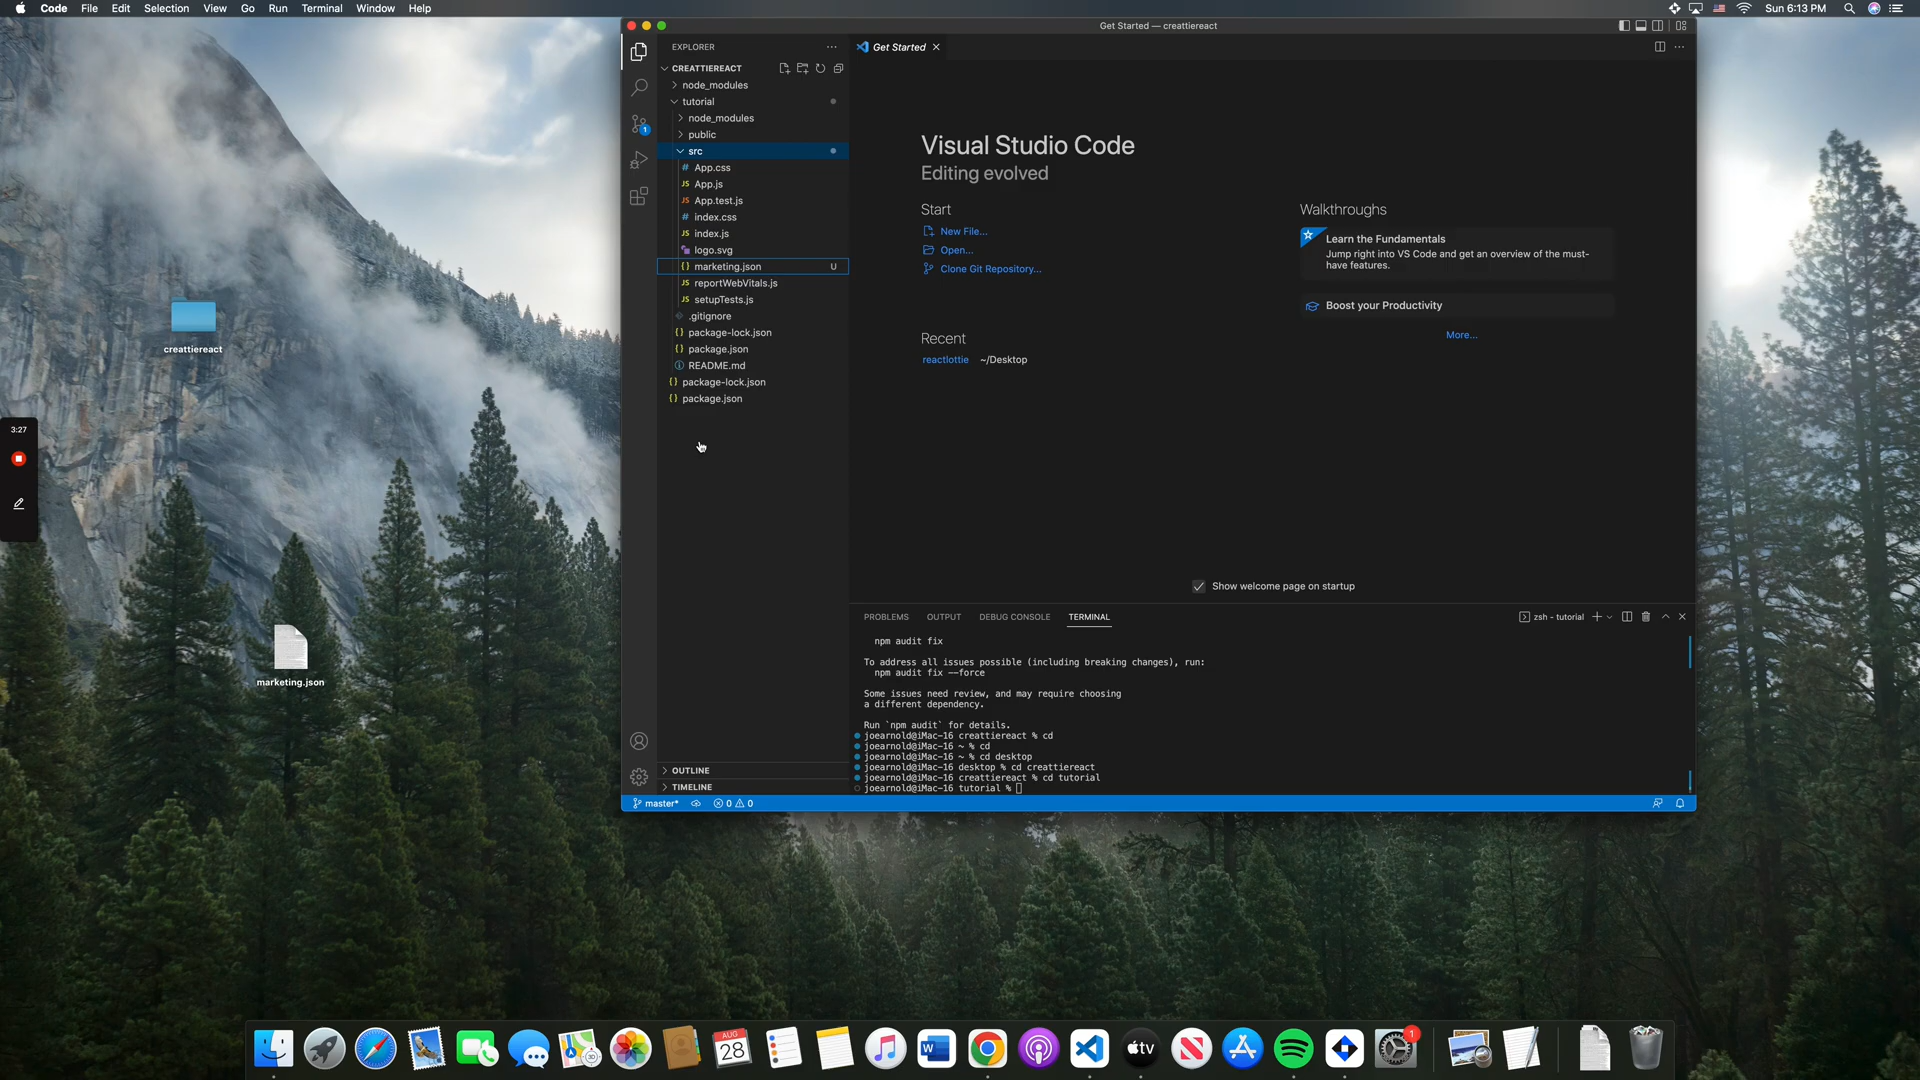 Code File Edit Selection View Go Run Terminal Window Help
Sun 6:13 PM
Get Started — creattiereact
EXPLORER
Get Started
CREATTIEREACT
node_modules
tutorial
node_modules
public
src
# App.css
JS App.js
JS App.test.js
# index.css
JS index.js
logo.svg
{} marketing.json U
JS reportWebVitals.js
JS setupTests.js
.gitignore
{} package-lock.json
{} package.json
README.md
{} package-lock.json
{} package.json
1
OUTLINE
TIMELINE
Visual Studio Code
Editing evolved
Start
New File...
Open...
Clone Git Repository...
Recent
reactlottie ~/Desktop
Walkthroughs
Learn the Fundamentals
Jump right into VS Code and get an overview of the must-
have features.
Boost your Productivity
More...
Show welcome page on startup
PROBLEMS OUTPUT DEBUG CONSOLE TERMINAL
zsh - tutorial
npm audit fix
To address all issues possible (including breaking changes), run:
npm audit fix --force
Some issues need review, and may require choosing
a different dependency.
Run `npm audit` for details.
joearnold@iMac-16 creattiereact % cd
joearnold@iMac-16 ~ % cd
joearnold@iMac-16 ~ % cd desktop
joearnold@iMac-16 desktop % cd creattiereact
joearnold@iMac-16 creattiereact % cd tutorial
joearnold@iMac-16 tutorial %
master* 0 0
creattiereact
3:27
marketing.json
AUG
28
3D
W
tv
1